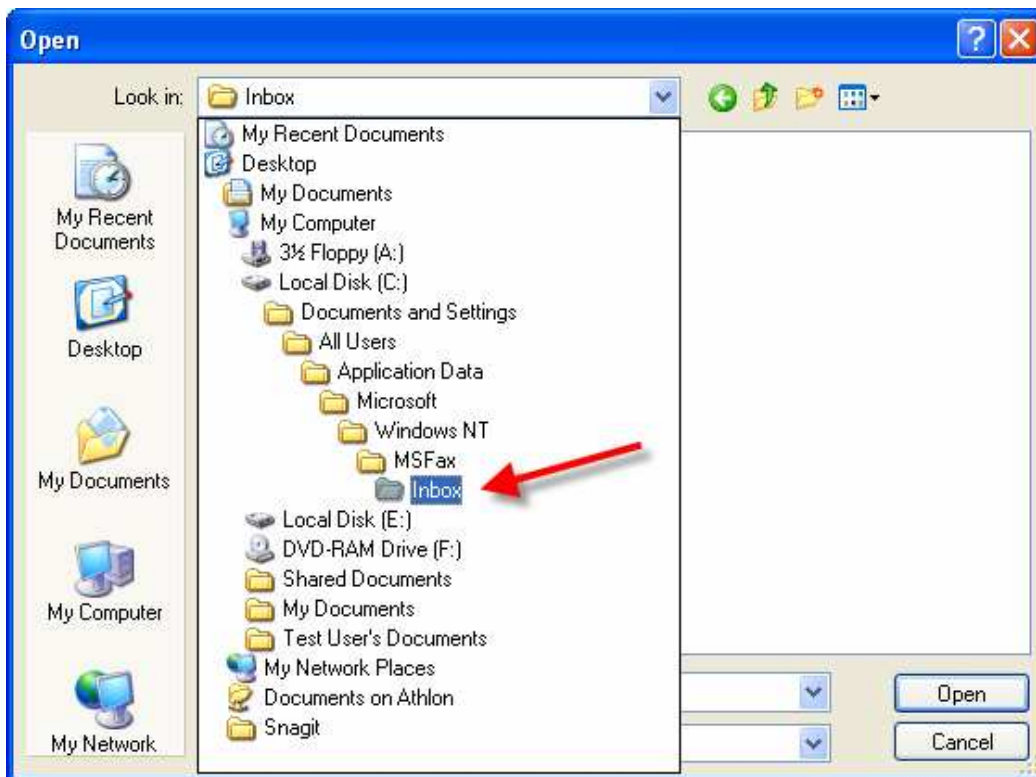 Open
Look in: Inbox
My Recent Documents
Desktop
My Documents
My Computer
3½ Floppy (A:)
Local Disk (C:)
Documents and Settings
All Users
Application Data
Microsoft
Windows NT
MSFax
Inbox
Local Disk (E:)
DVD-RAM Drive (F:)
Shared Documents
My Documents
Test User's Documents
My Network Places
Documents on Athlon
Snagit
My Recent
Documents
Desktop
My Documents
My Computer
My Network
Open
Cancel